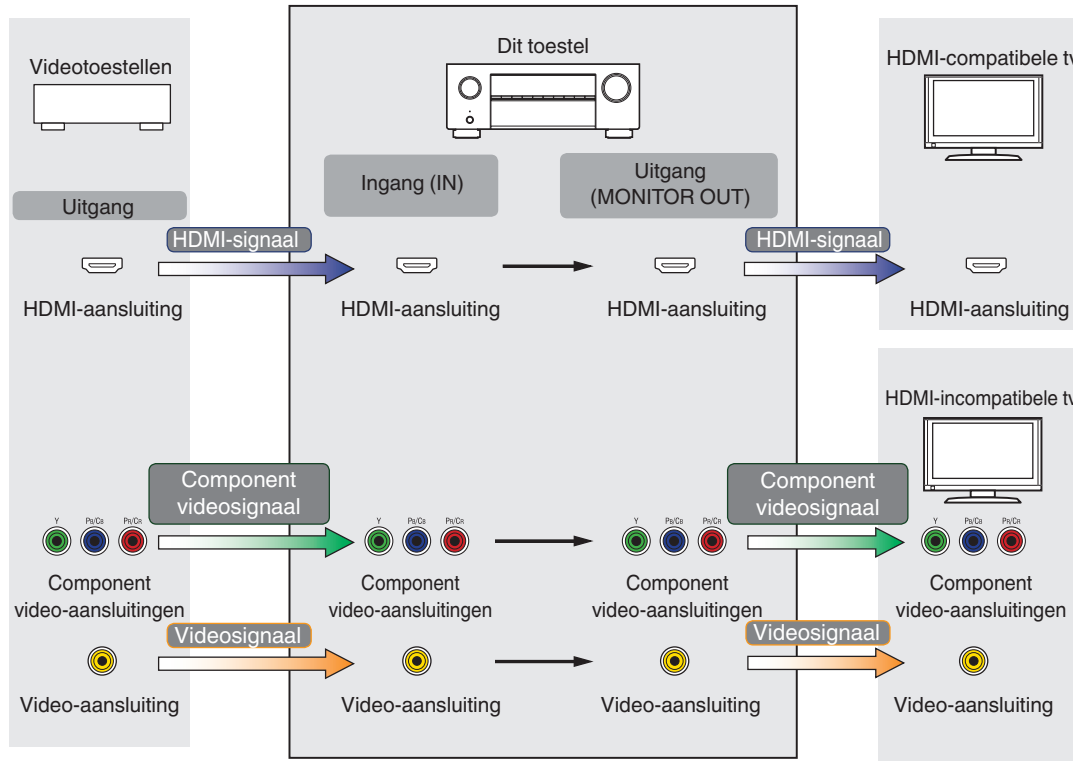 Dit toestel
Videotoestellen
HDMI-compatibele tv
Ingang (IN)
Uitgang
(MONITOR OUT)
Uitgang
HDMI-signaal
HDMI-signaal
HDMI-aansluiting
HDMI-aansluiting
HDMI-aansluiting
HDMI-aansluiting
HDMI-incompatibele tv
Component
videosignaal
Component
videosignaal
Y PB/CB PR/CR
Y PB/CB PR/CR
Y PB/CB PR/CR
Y PB/CB PR/CR
Component
video-aansluitingen
Component
video-aansluitingen
Component
video-aansluitingen
Component
video-aansluitingen
Videosignaal
Videosignaal
Video-aansluiting
Video-aansluiting
Video-aansluiting
Video-aansluiting